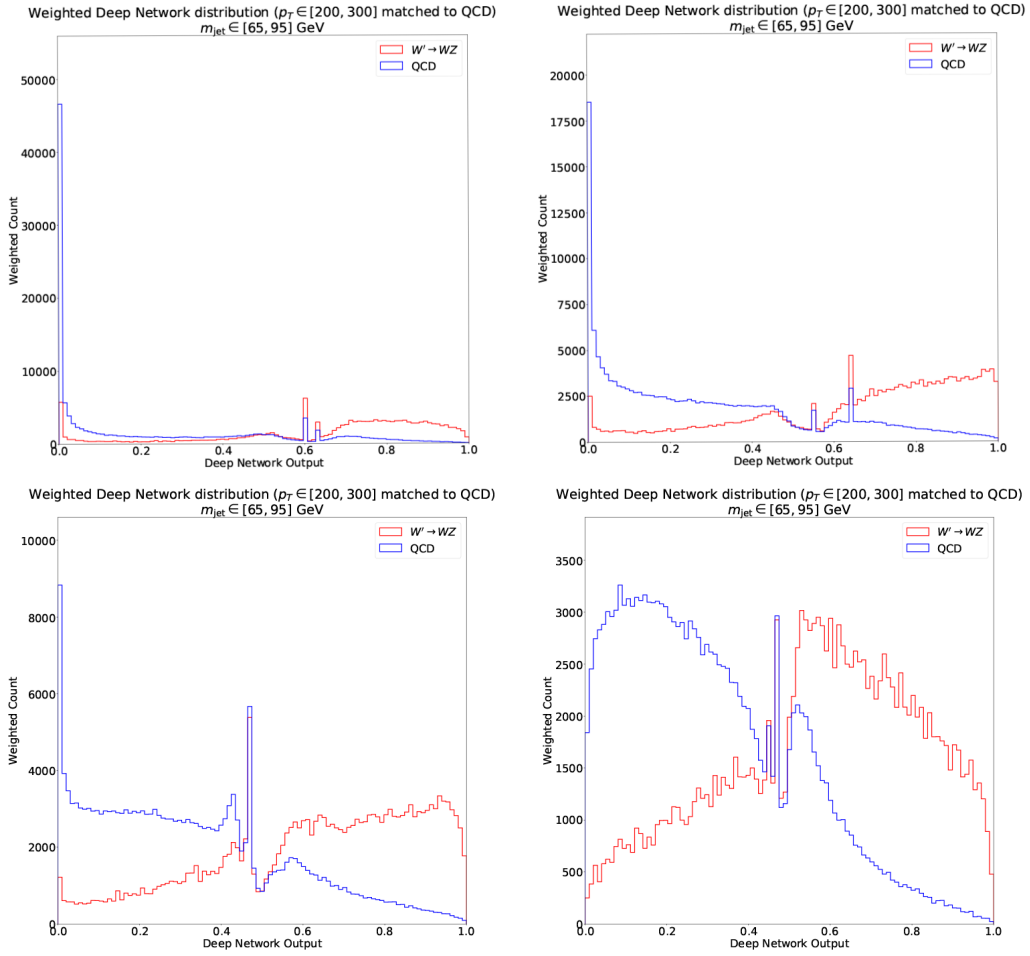 Weighted Deep Network distribution (p_T ∈ [200, 300] matched to QCD)
m_jet ∈ [65, 95] GeV
W′ → WZ
QCD
50000
40000
30000
20000
10000
0
Weighted Count
0.0 0.2 0.4 0.6 0.8 1.0
Deep Network Output
Weighted Deep Network distribution (p_T ∈ [200, 300] matched to QCD)
m_jet ∈ [65, 95] GeV
W′ → WZ
QCD
20000
17500
15000
12500
10000
7500
5000
2500
0
Weighted Count
0.0 0.2 0.4 0.6 0.8 1.0
Deep Network Output
Weighted Deep Network distribution (p_T ∈ [200, 300] matched to QCD)
m_jet ∈ [65, 95] GeV
W′ → WZ
QCD
10000
8000
6000
4000
2000
0
Weighted Count
0.0 0.2 0.4 0.6 0.8 1.0
Deep Network Output
Weighted Deep Network distribution (p_T ∈ [200, 300] matched to QCD)
m_jet ∈ [65, 95] GeV
W′ → WZ
QCD
3500
3000
2500
2000
1500
1000
500
0
Weighted Count
0.0 0.2 0.4 0.6 0.8 1.0
Deep Network Output